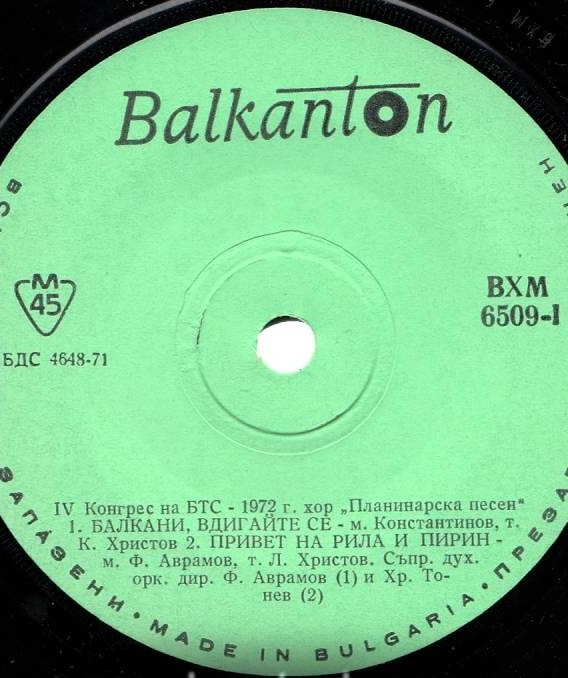 Balkanton
M
45
БДС 4648-71
ВХМ
6509-I
IV Конгрес на БТС - 1972 г. хор „Планинарска песен“
1. БАЛКАНИ, ВДИГАЙТЕ СЕ - м. Константинов, т.
К. Христов 2. ПРИВЕТ НА РИЛА И ПИРИН -
м. Ф. Аврамов, т. Л. Христов. Съпр. дух.
орк. дир. Ф. Аврамов (1) и Хр. То-
нев (2)
ЗАПАЗЕНИ • MADE IN BULGARIA •